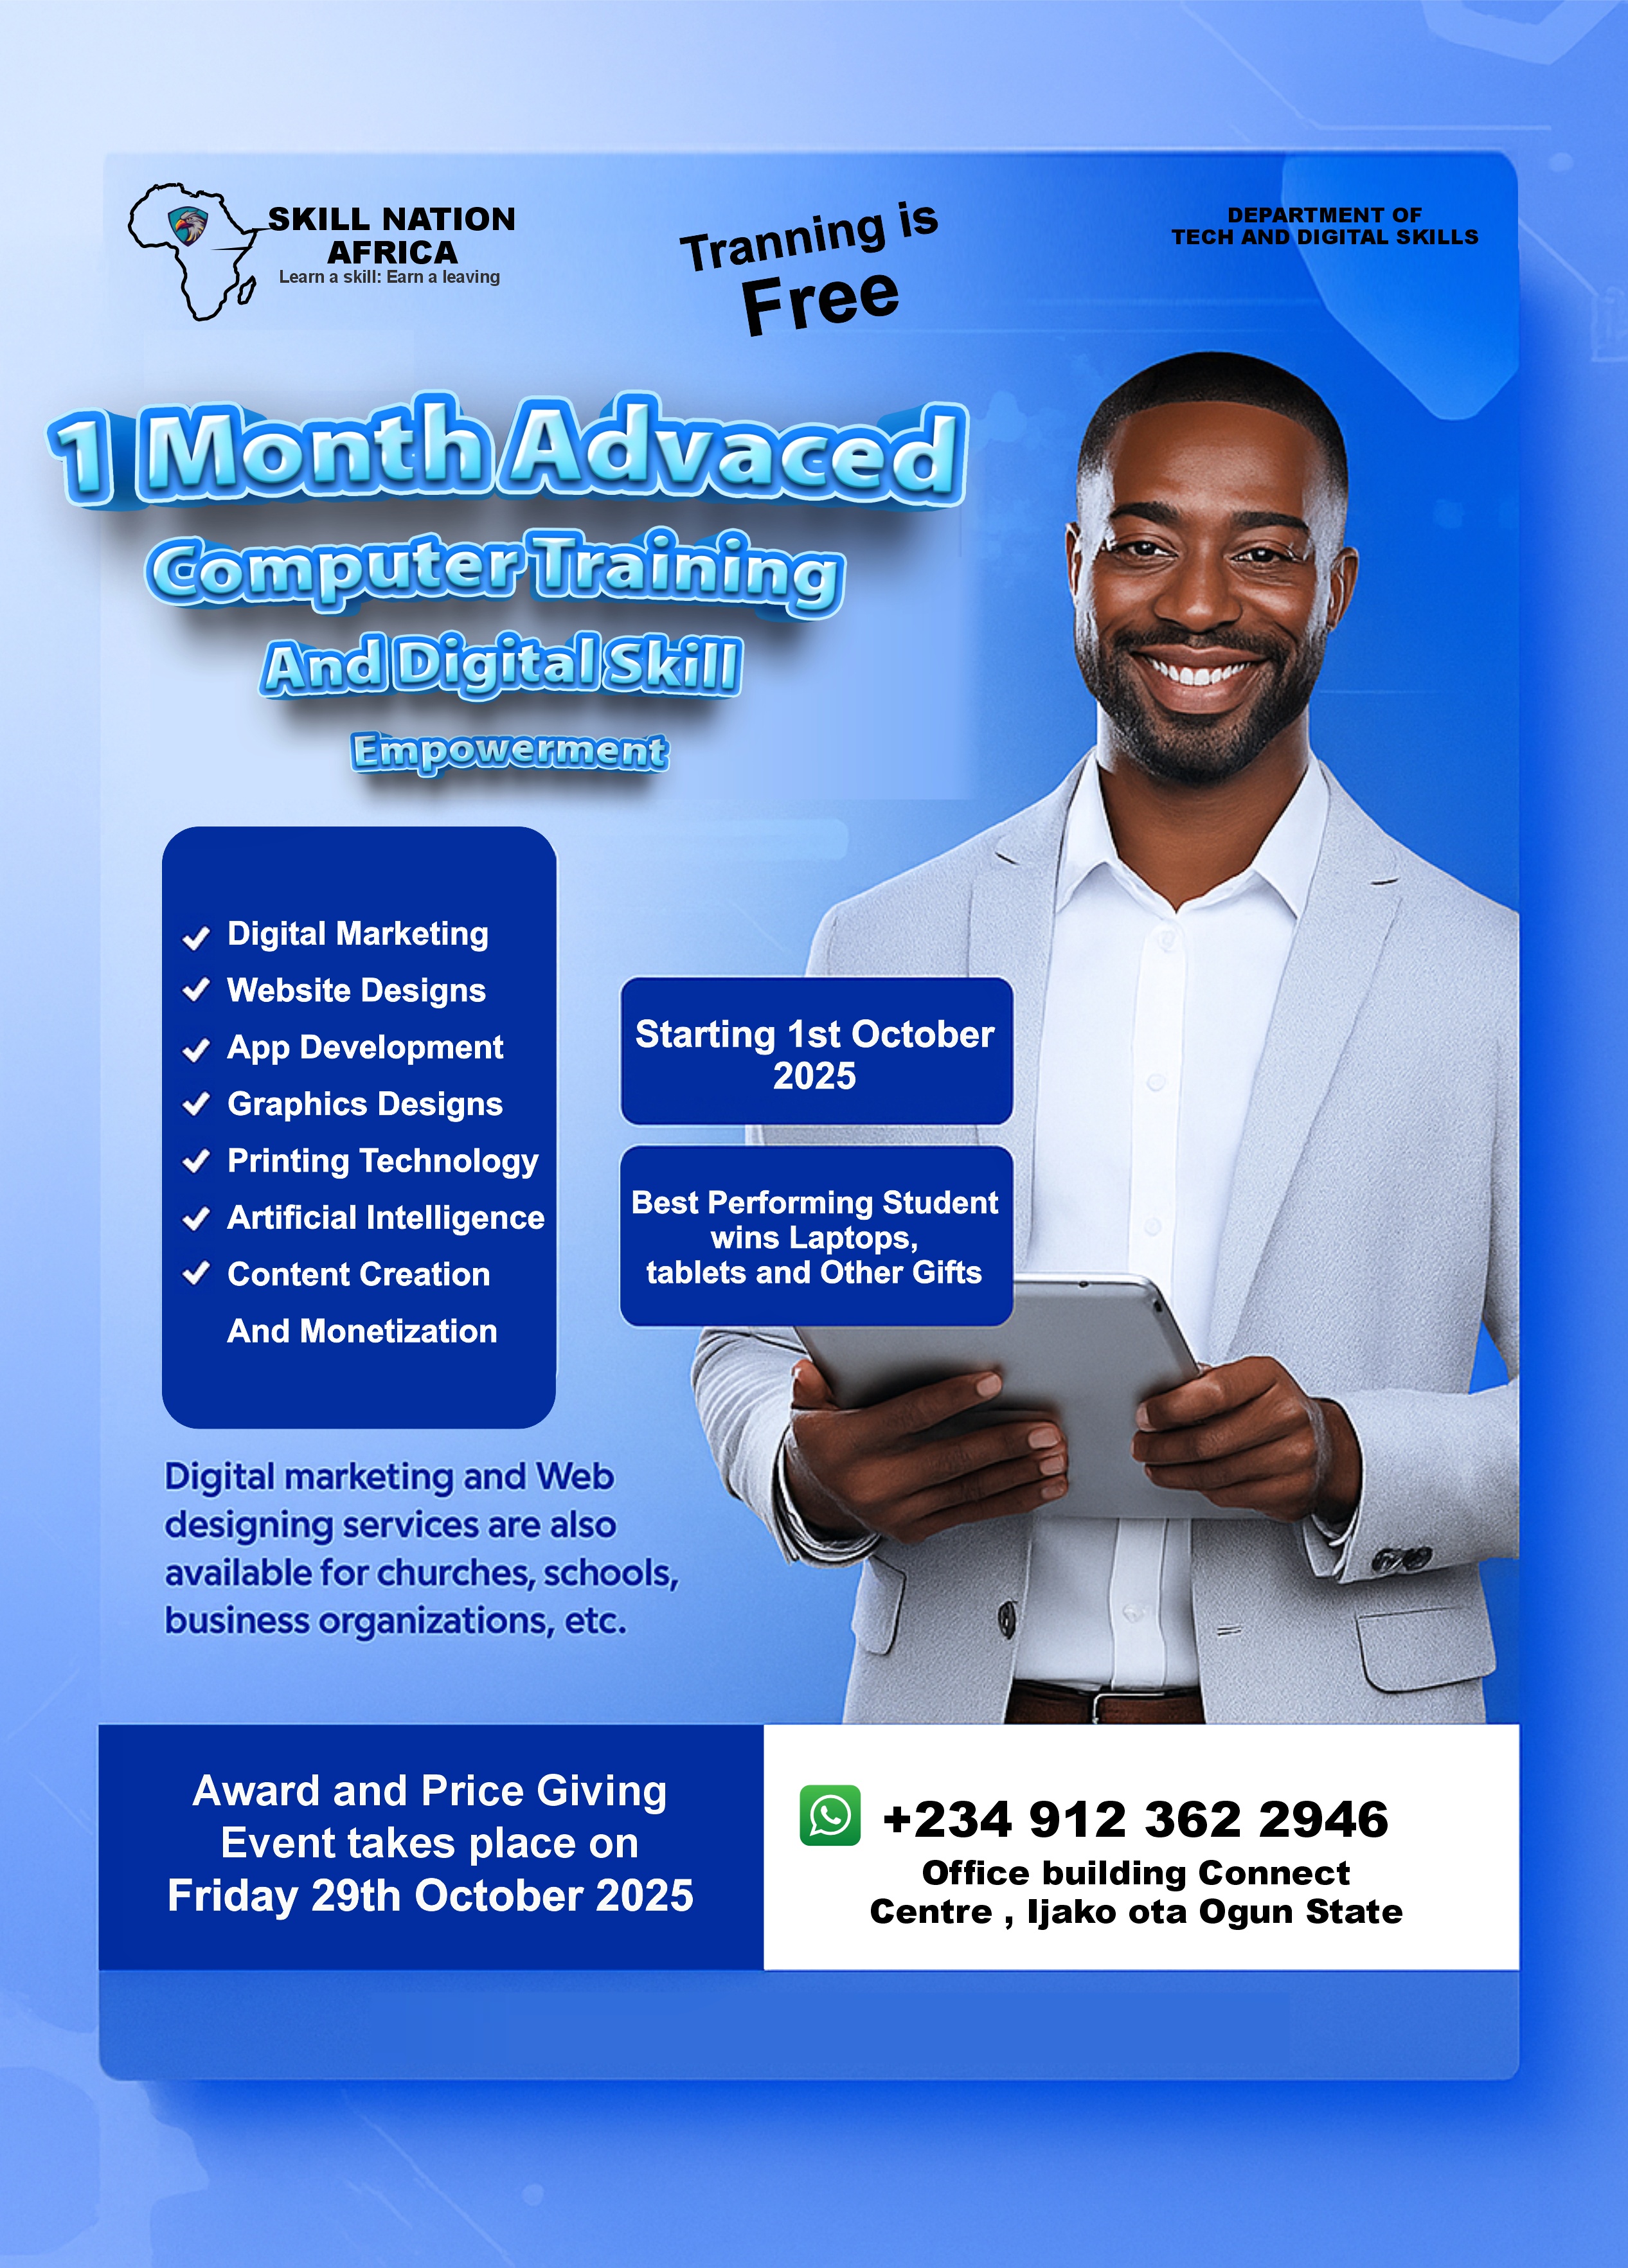 SKILL NATION
AFRICA
Learn a skill: Earn a leaving
Tranning is
Free
DEPARTMENT OF
TECH AND DIGITAL SKILLS
1 Month Advaced
Computer Training
And Digital Skill
Empowerment
Digital Marketing
Website Designs
App Development
Graphics Designs
Printing Technology
Artificial Intelligence
Content Creation
And Monetization
Starting 1st October
2025
Best Performing Student
wins Laptops,
tablets and Other Gifts
Digital marketing and Web
designing services are also
available for churches, schools,
business organizations, etc.
Award and Price Giving
Event takes place on
Friday 29th October 2025
+234 912 362 2946
Office building Connect
Centre , Ijako ota Ogun State